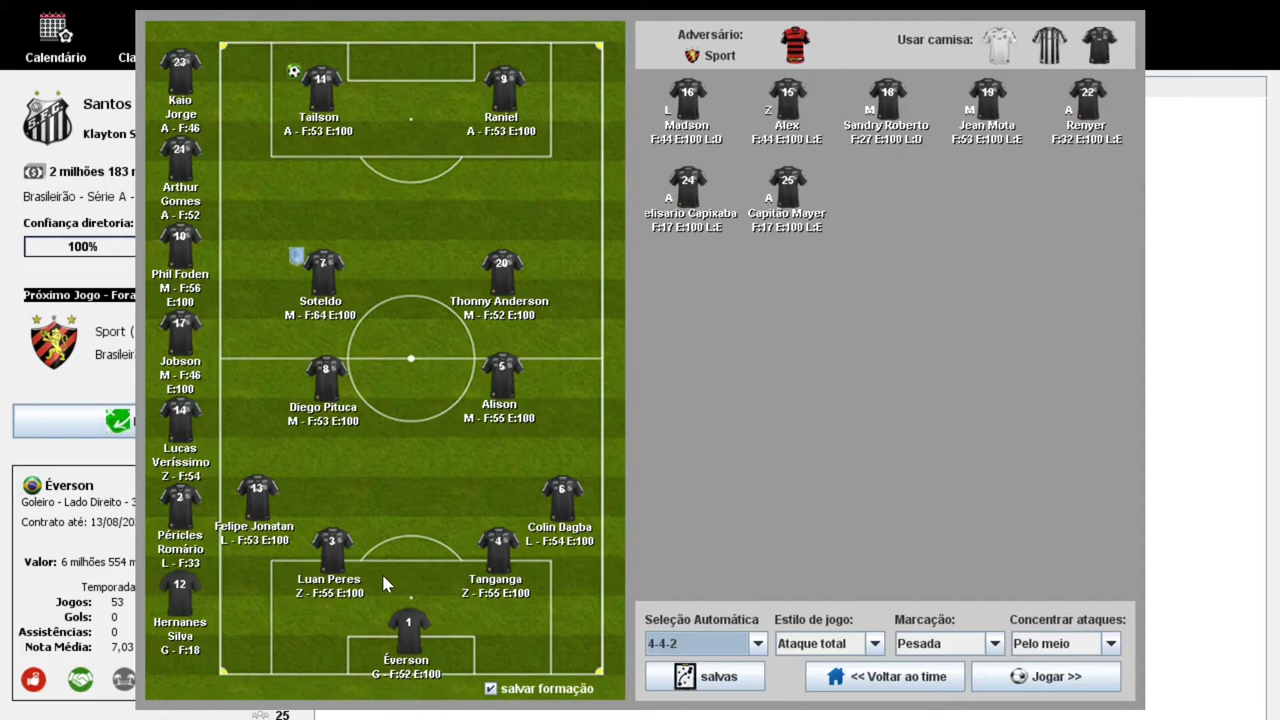 Calendário
Cla
Santos
Klayton S
2 milhões 183 m
Brasileirão - Série A -
Confiança diretoria:
100%
Próximo Jogo - Fora
Sport (
Brasileir
Éverson
Goleiro - Lado Direito - 3
Contrato até: 13/08/20
Valor: 6 milhões 554 m
Temporada
Jogos: 53
Gols: 0
Assistências: 0
Nota Média: 7,03
25
23
Kaio
Jorge
A - F:46
21
Arthur
Gomes
A - F:52
10
Phil Foden
M - F:56
E:100
17
Jobson
M - F:46
E:100
14
Lucas
Veríssimo
Z - F:54
2
Péricles
Romário
L - F:33
12
Hernanes
Silva
G - F:18
11
Tailson
A - F:53 E:100
9
Raniel
A - F:53 E:100
7
Soteldo
M - F:64 E:100
20
Thonny Anderson
M - F:52 E:100
8
Diego Pituca
M - F:53 E:100
5
Alison
M - F:55 E:100
13
Felipe Jonatan
L - F:53 E:100
6
Colin Dagba
L - F:54 E:100
3
Luan Peres
Z - F:55 E:100
4
Tanganga
Z - F:55 E:100
1
Éverson
G - F:52 E:100
salvar formação
Adversário:
Sport
Usar camisa:
16
L
Madson
F:44 E:100 L:D
15
Z
Alex
F:44 E:100 L:E
18
M
Sandry Roberto
F:27 E:100 L:D
19
M
Jean Mota
F:53 E:100 L:E
22
A
Renyer
F:32 E:100 L:E
24
A
elisario Capixaba
F:17 E:100 L:E
25
A
Capitão Mayer
F:17 E:100 L:E
Seleção Automática
Estilo de jogo:
Marcação:
Concentrar ataques:
4-4-2
Ataque total
Pesada
Pelo meio
salvas
<< Voltar ao time
Jogar >>